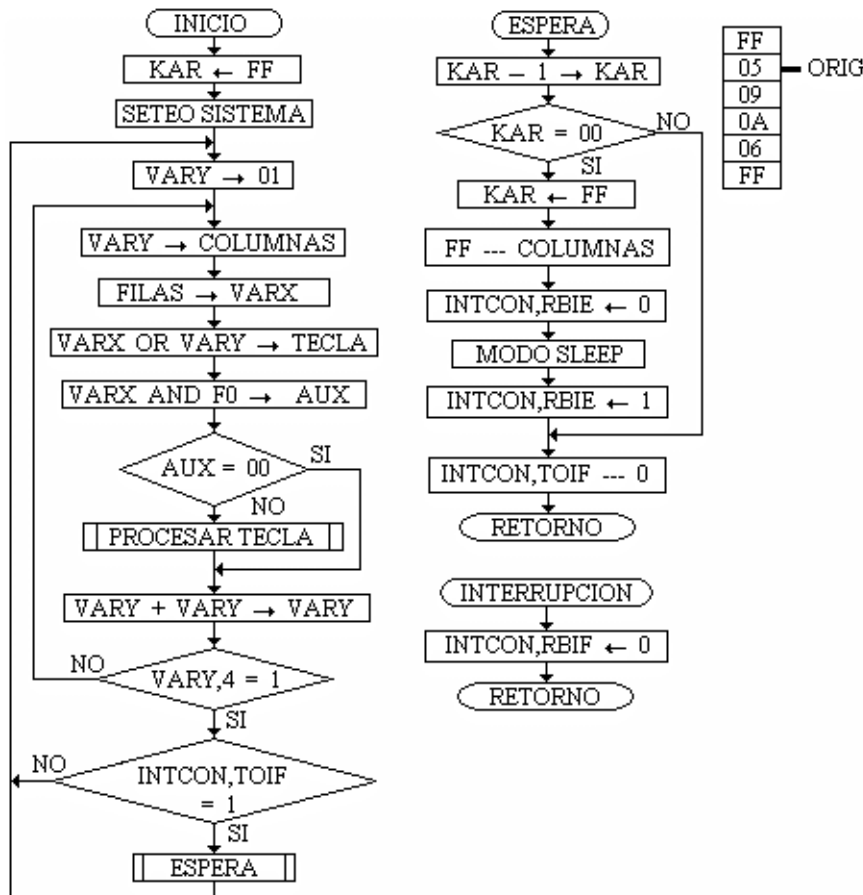 INICIO
KAR ← FF
SETEO SISTEMA
VARY → 01
VARY → COLUMNAS
FILAS → VARX
VARX OR VARY → TECLA
VARX AND F0 → AUX
AUX = 00
SI
NO
PROCESAR TECLA
VARY + VARY → VARY
NO
VARY,4 = 1
SI
NO
INTCON,TOIF
= 1
SI
ESPERA
ESPERA
KAR – 1 → KAR
KAR = 00
NO
SI
KAR ← FF
FF --- COLUMNAS
INTCON,RBIE ← 0
MODO SLEEP
INTCON,RBIE ← 1
INTCON,TOIF --- 0
RETORNO
INTERRUPCION
INTCON,RBIF ← 0
RETORNO
FF
05 ORIG
09
0A
06
FF